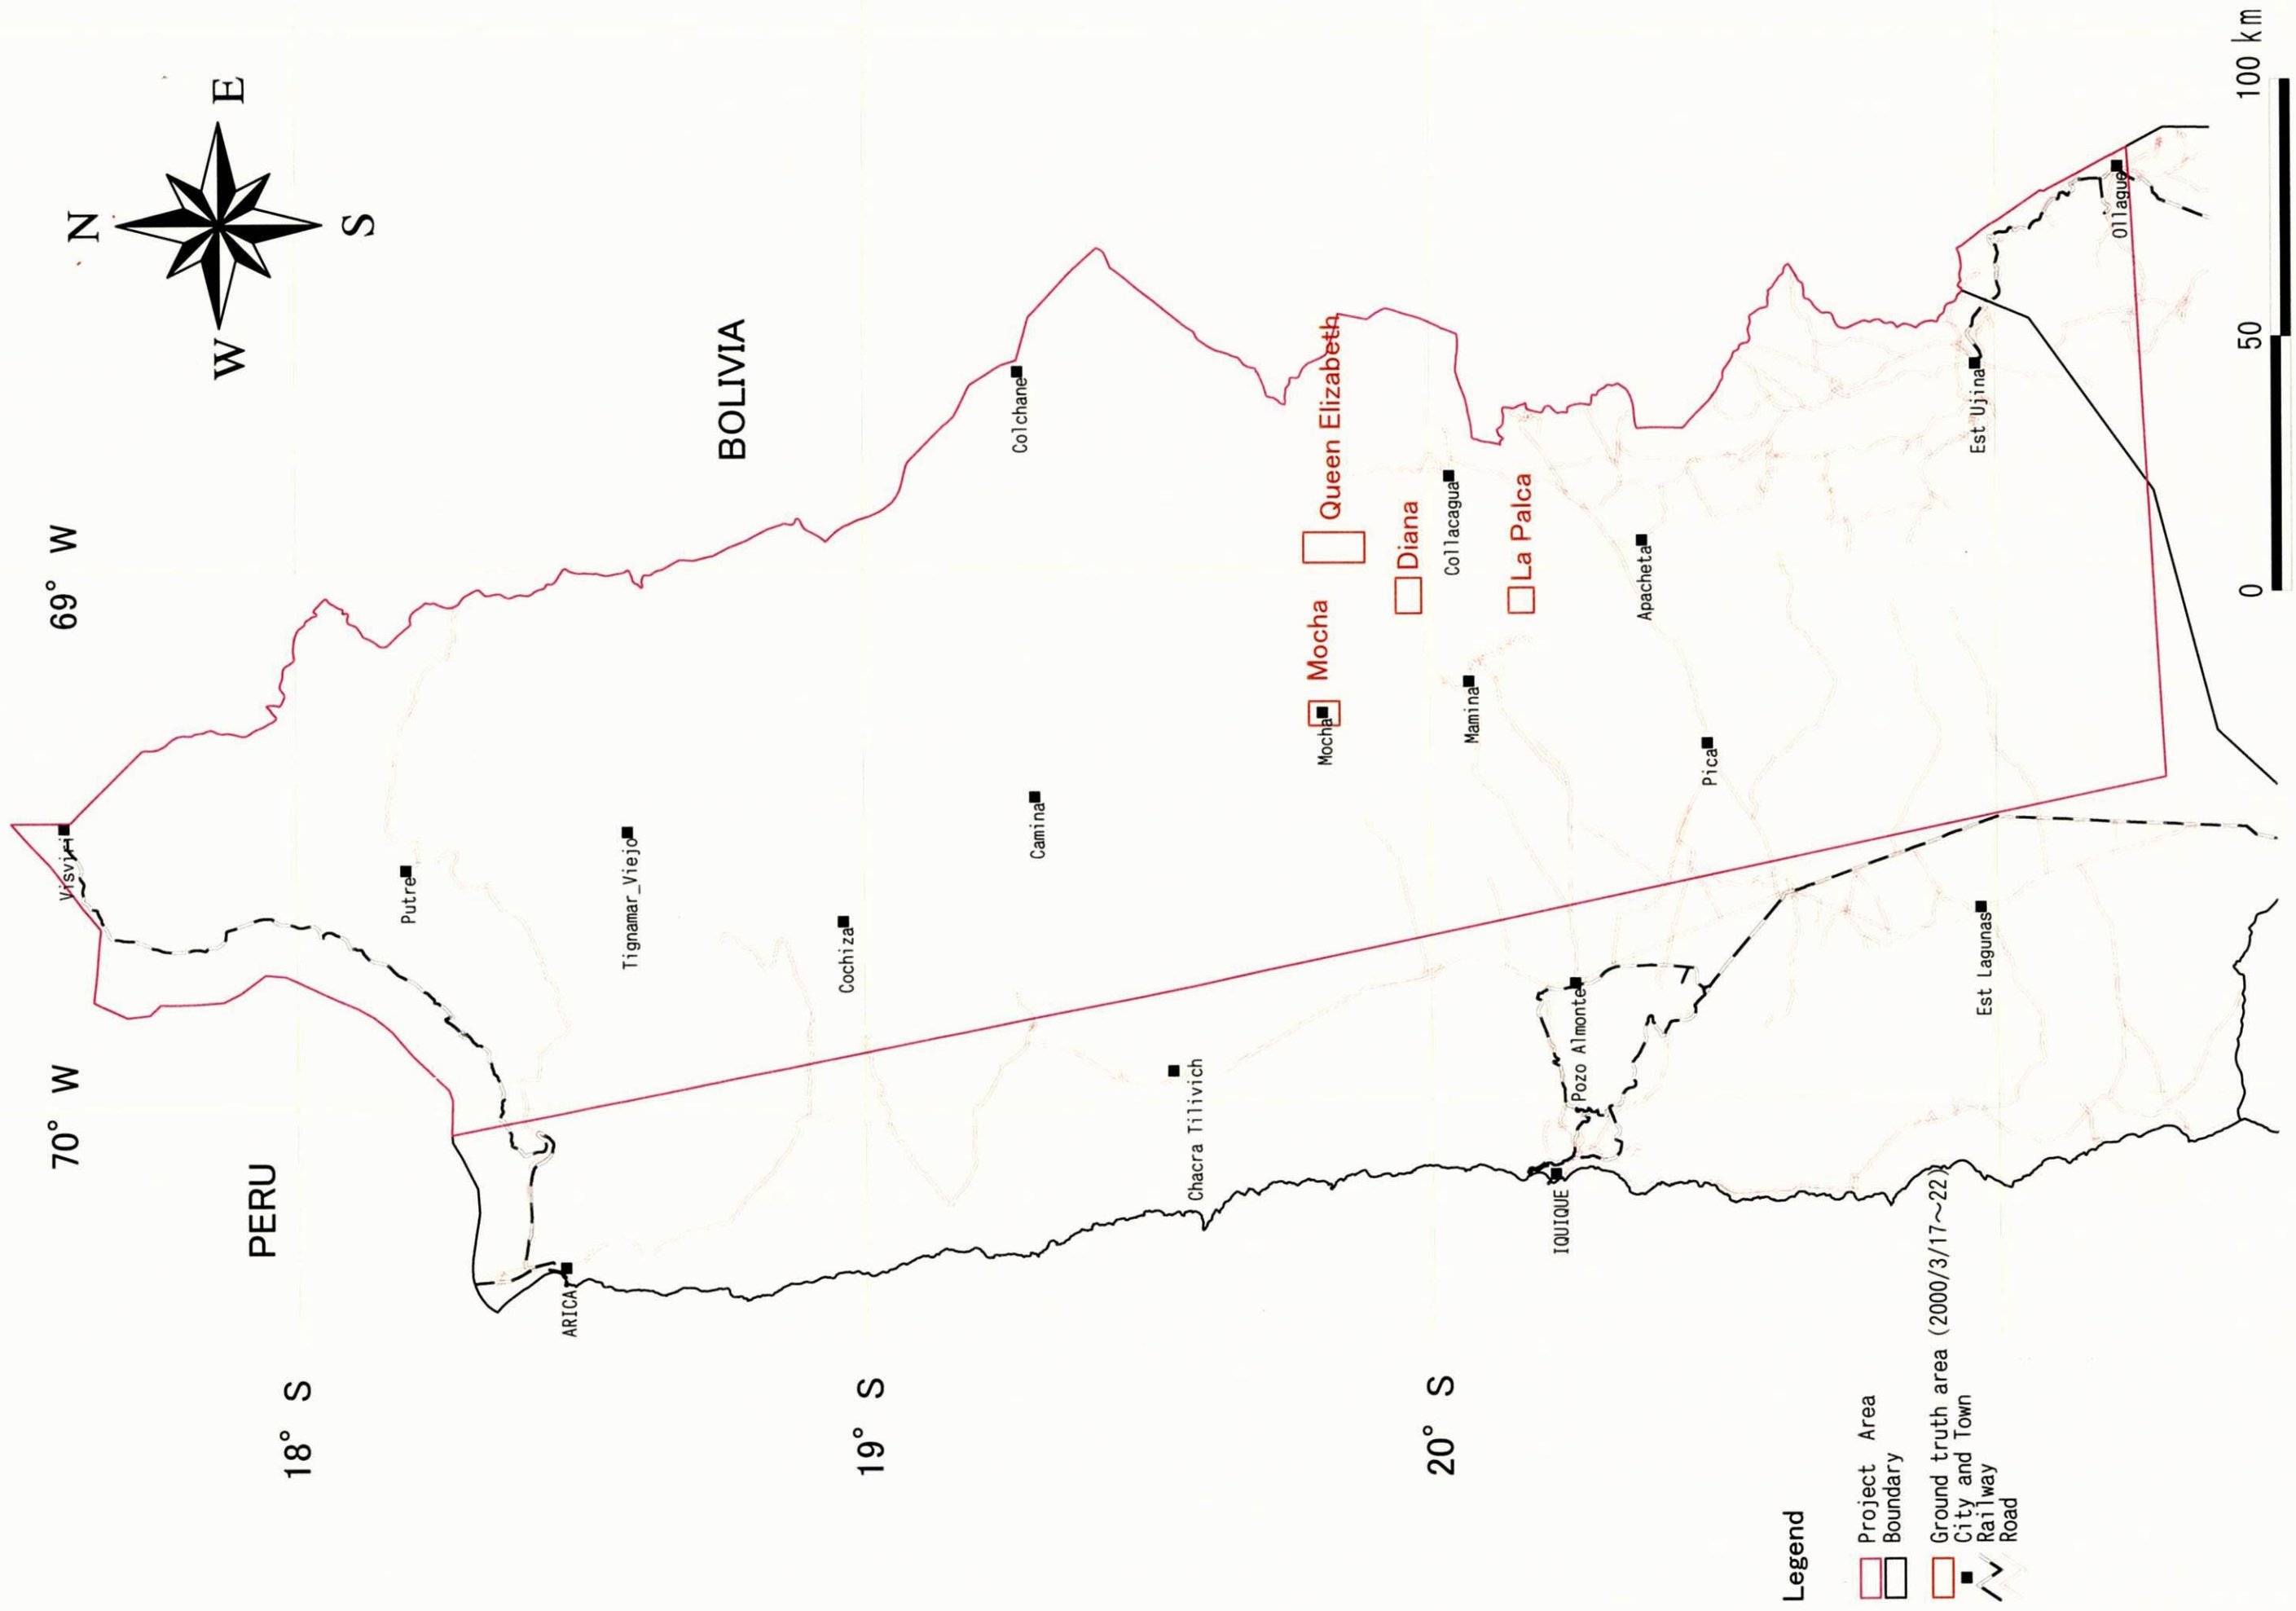 N
W
E
S
69° W
70° W
18° S
19° S
20° S
PERU
BOLIVIA
Visviri
Putre
Tignamar_Viejo
Cochiza
Camina
Colchane
ARICA
Chacra Tilivich
Mocha
Mocha
Queen Elizabeth
Diana
Collacagua
La Palca
Mamina
Apacheta
Pica
Pozo Almonte
IQUIQUE
Est Lagunas
Est Ujina
Ollague
Legend
Project Area
Boundary
Ground truth area (2000/3/17～22)
City and Town
Railway
Road
0 50 100 km